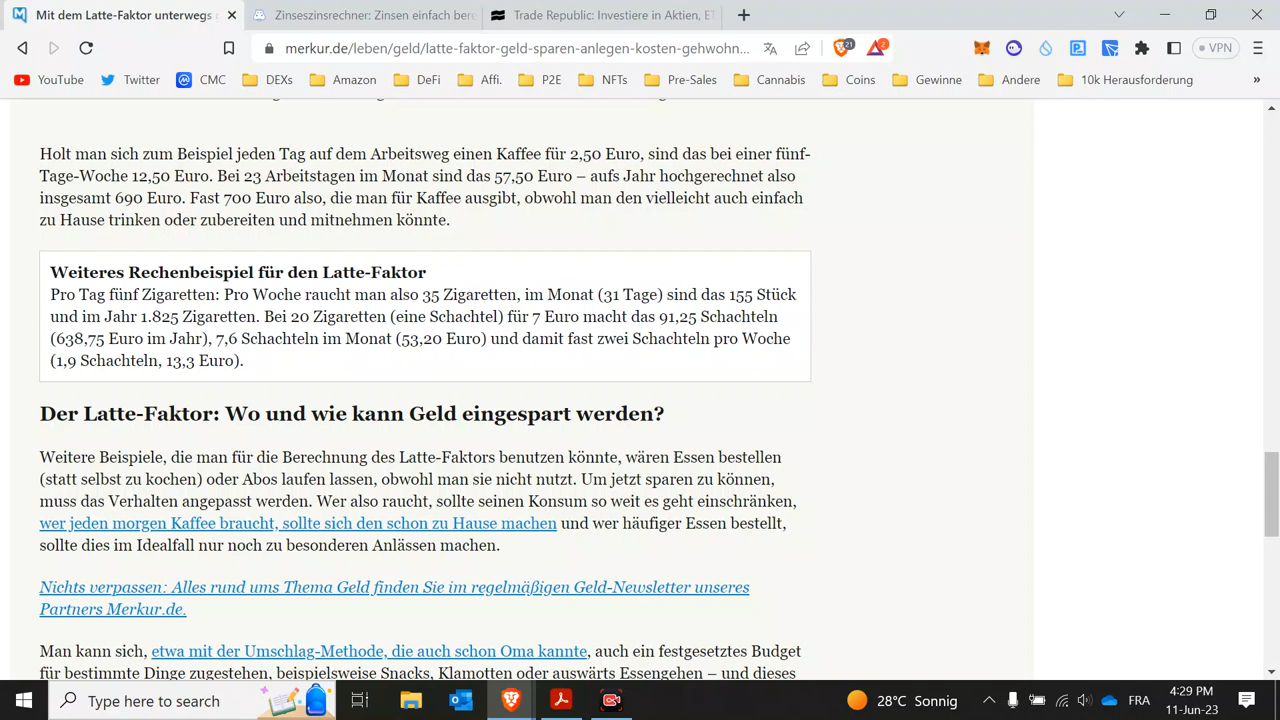 Mit dem Latte-Faktor unterwegs
Zinseszinsrechner: Zinsen einfach bere
Trade Republic: Investiere in Aktien, E
merkur.de/leben/geld/latte-faktor-geld-sparen-anlegen-kosten-gehwohn...
21
2
VPN
YouTube
Twitter
CMC
DEXs
Amazon
DeFi
Affi.
P2E
NFTs
Pre-Sales
Cannabis
Coins
Gewinne
Andere
10k Herausforderung
»
Holt man sich zum Beispiel jeden Tag auf dem Arbeitsweg einen Kaffee für 2,50 Euro, sind das bei einer fünf-
Tage-Woche 12,50 Euro. Bei 23 Arbeitstagen im Monat sind das 57,50 Euro – aufs Jahr hochgerechnet also
insgesamt 690 Euro. Fast 700 Euro also, die man für Kaffee ausgibt, obwohl man den vielleicht auch einfach
zu Hause trinken oder zubereiten und mitnehmen könnte.
Weiteres Rechenbeispiel für den Latte-Faktor
Pro Tag fünf Zigaretten: Pro Woche raucht man also 35 Zigaretten, im Monat (31 Tage) sind das 155 Stück
und im Jahr 1.825 Zigaretten. Bei 20 Zigaretten (eine Schachtel) für 7 Euro macht das 91,25 Schachteln
(638,75 Euro im Jahr), 7,6 Schachteln im Monat (53,20 Euro) und damit fast zwei Schachteln pro Woche
(1,9 Schachteln, 13,3 Euro).
Der Latte-Faktor: Wo und wie kann Geld eingespart werden?
Weitere Beispiele, die man für die Berechnung des Latte-Faktors benutzen könnte, wären Essen bestellen
(statt selbst zu kochen) oder Abos laufen lassen, obwohl man sie nicht nutzt. Um jetzt sparen zu können,
muss das Verhalten angepasst werden. Wer also raucht, sollte seinen Konsum so weit es geht einschränken,
wer jeden morgen Kaffee braucht, sollte sich den schon zu Hause machen und wer häufiger Essen bestellt,
sollte dies im Idealfall nur noch zu besonderen Anlässen machen.
Nichts verpassen: Alles rund ums Thema Geld finden Sie im regelmäßigen Geld-Newsletter unseres
Partners Merkur.de.
Man kann sich, etwa mit der Umschlag-Methode, die auch schon Oma kannte, auch ein festgesetztes Budget
für bestimmte Dinge zugestehen, beispielsweise Snacks, Klamotten oder auswärts Essengehen – und dieses
Type here to search
28°C Sonnig
FRA
4:29 PM
11-Jun-23